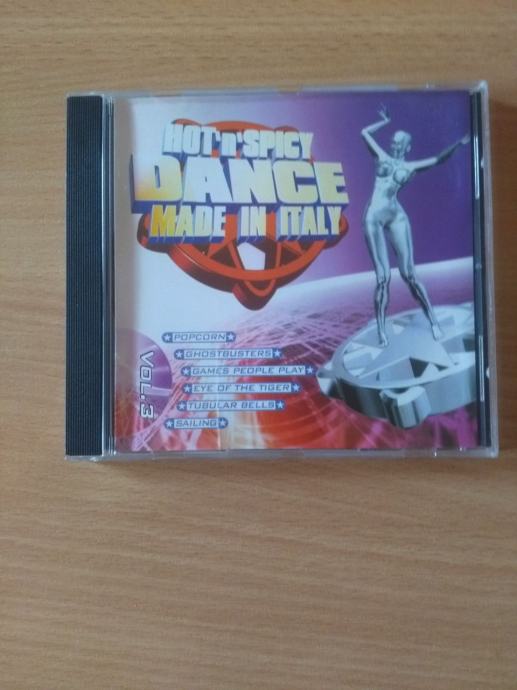 HOT'n'SPICY
DANCE
MADE IN ITALY
POPCORN
GHOSTBUSTERS
GAMES PEOPLE PLAY
EYE OF THE TIGER
TUBULAR BELLS
SAILING
VOL.3